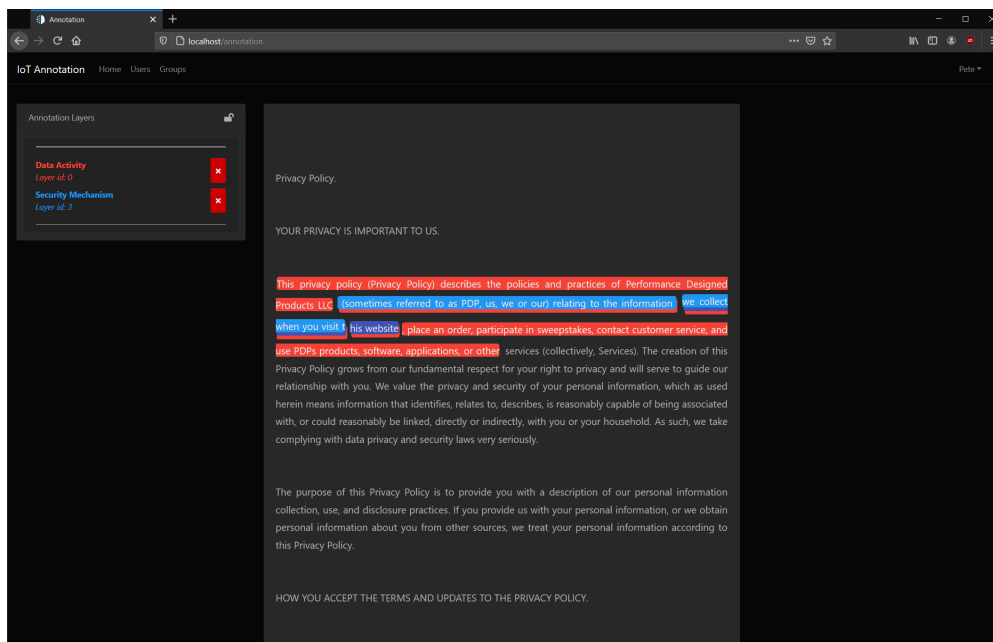 Annotation
localhost/annotation
IoT Annotation Home Users Groups Pete
Annotation Layers
Data Activity
Layer id: 0
Security Mechanism
Layer id: 3
Privacy Policy.
YOUR PRIVACY IS IMPORTANT TO US.
This privacy policy (Privacy Policy) describes the policies and practices of Performance Designed
Products LLC (sometimes referred to as PDP, us, we or our) relating to the information we collect
when you visit this website, place an order, participate in sweepstakes, contact customer service, and
use PDPs products, software, applications, or other services (collectively, Services). The creation of this
Privacy Policy grows from our fundamental respect for your right to privacy and will serve to guide our
relationship with you. We value the privacy and security of your personal information, which as used
herein means information that identifies, relates to, describes, is reasonably capable of being associated
with, or could reasonably be linked, directly or indirectly, with you or your household. As such, we take
complying with data privacy and security laws very seriously.
The purpose of this Privacy Policy is to provide you with a description of our personal information
collection, use, and disclosure practices. If you provide us with your personal information, or we obtain
personal information about you from other sources, we treat your personal information according to
this Privacy Policy.
HOW YOU ACCEPT THE TERMS AND UPDATES TO THE PRIVACY POLICY.